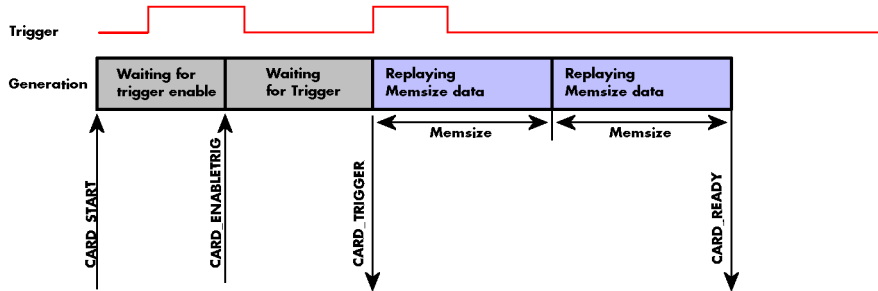 Trigger
Generation
Waiting for
trigger enable
Waiting
for Trigger
Replaying
Memsize data
Replaying
Memsize data
Memsize
Memsize
CARD_START
CARD_ENABLETRIG
CARD_TRIGGER
CARD_READY